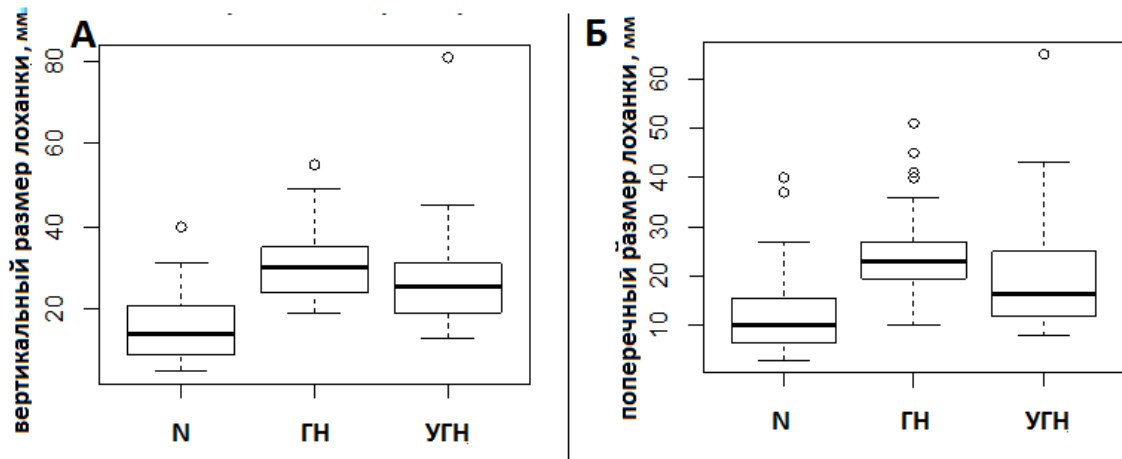 А
вертикальный размер лоханки, мм
80
60
40
20
N
ГН
УГН
Б
поперечный размер лоханки, мм
60
50
40
30
20
10
N
ГН
УГН